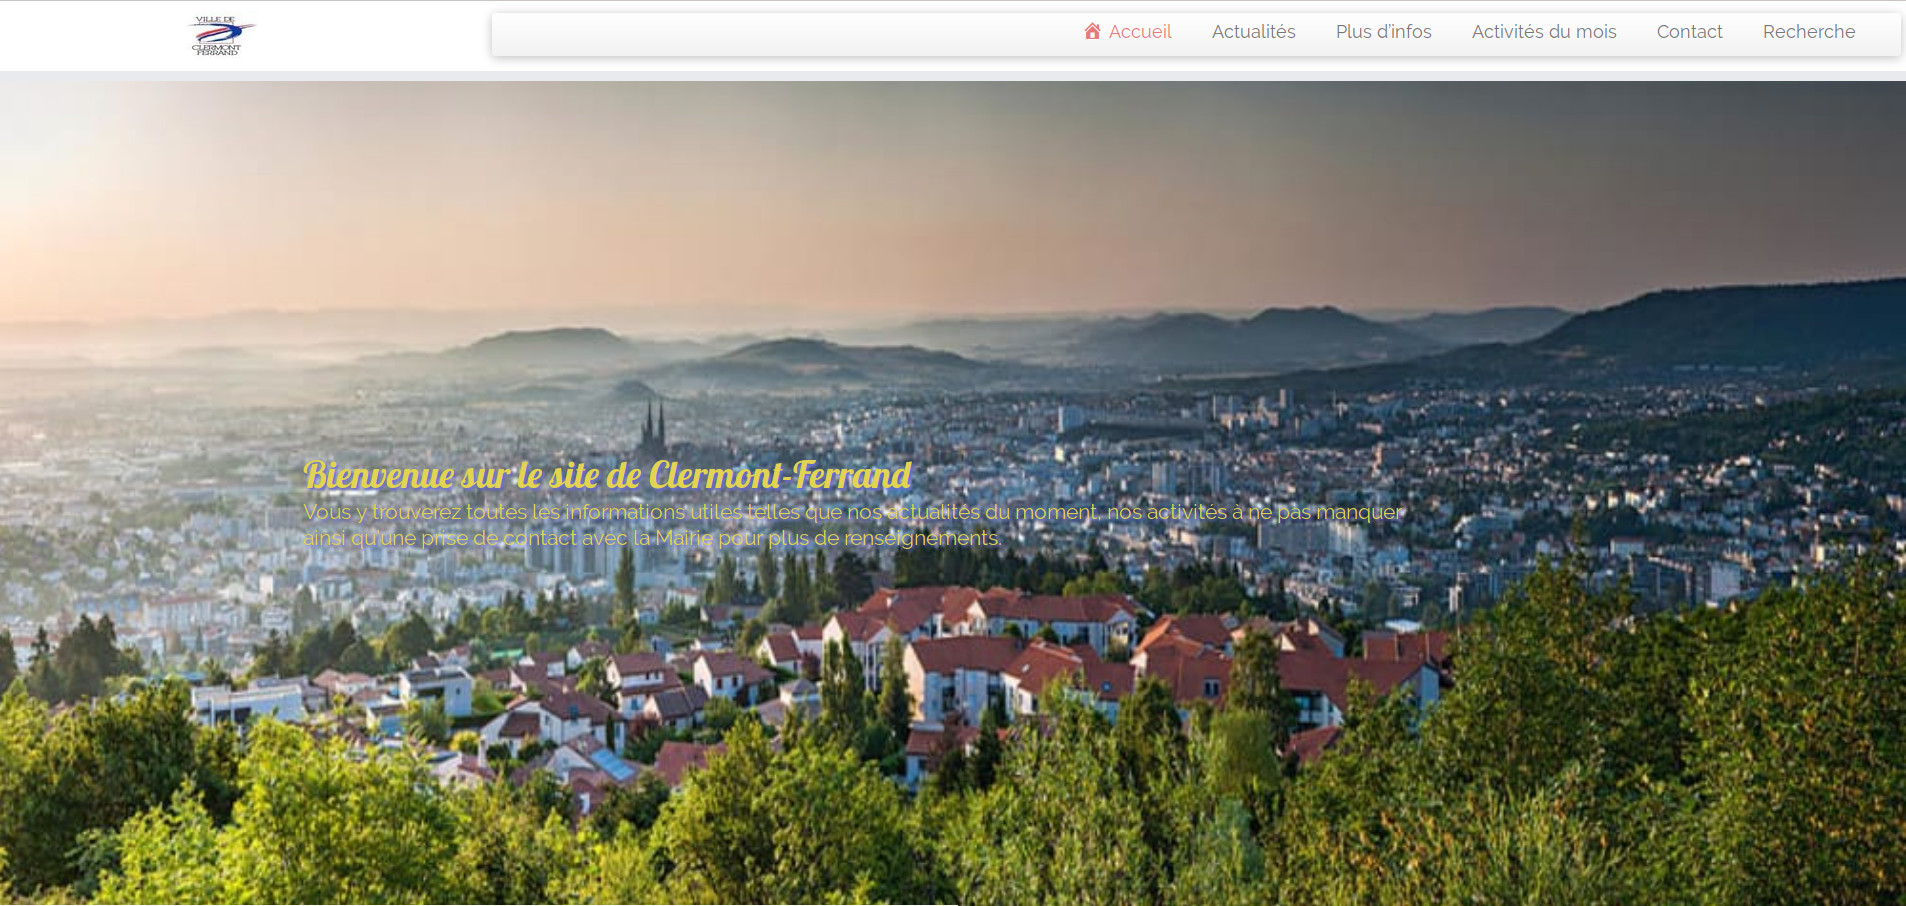 VILLE DE
CLERMONT
FERRAND
Accueil
Actualités
Plus d'infos
Activités du mois
Contact
Recherche
Bienvenue sur le site de Clermont-Ferrand
Vous y trouverez toutes les informations utiles telles que nos actualités du moment, nos activités à ne pas manquer
ainsi qu'une prise de contact avec la Mairie pour plus de renseignements.